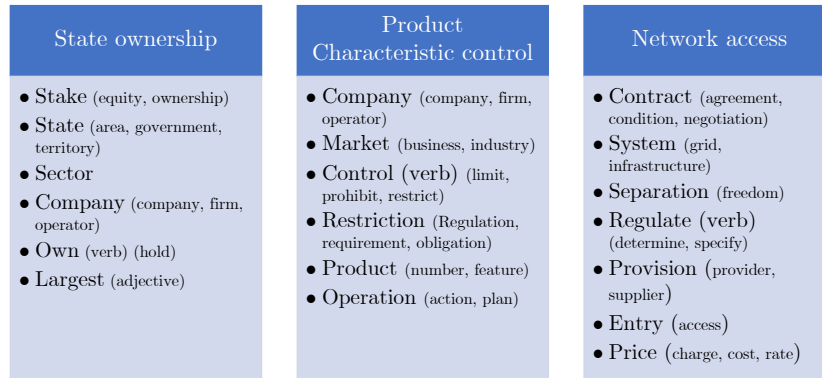 State ownership
• Stake (equity, ownership)
• State (area, government,
territory)
• Sector
• Company (company, firm,
operator)
• Own (verb) (hold)
• Largest (adjective)
Product
Characteristic control
• Company (company, firm,
operator)
• Market (business, industry)
• Control (verb) (limit,
prohibit, restrict)
• Restriction (Regulation,
requirement, obligation)
• Product (number, feature)
• Operation (action, plan)
Network access
• Contract (agreement,
condition, negotiation)
• System (grid,
infrastructure)
• Separation (freedom)
• Regulate (verb)
(determine, specify)
• Provision (provider,
supplier)
• Entry (access)
• Price (charge, cost, rate)